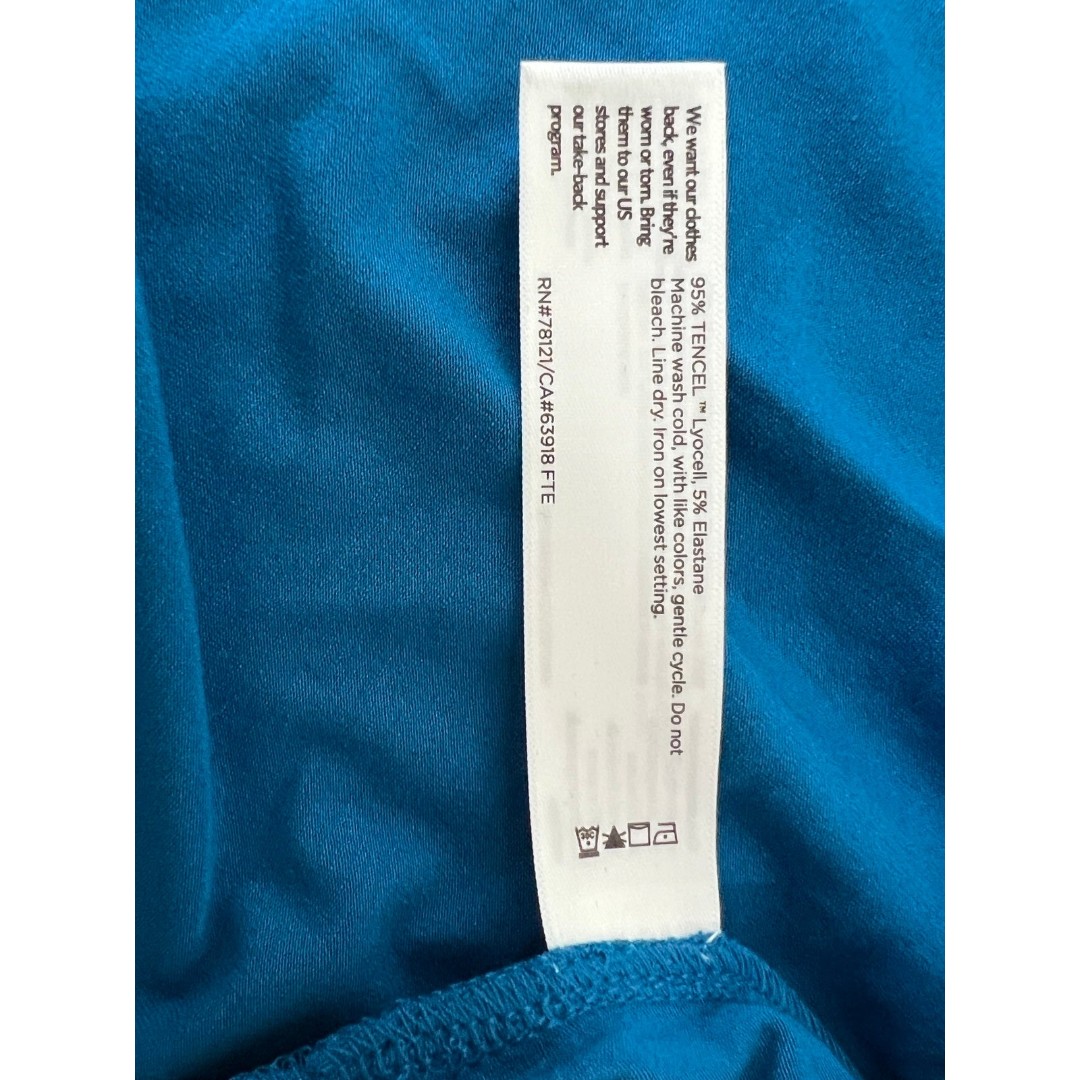 We want our clothes
back, even if they're
worn or torn. Bring
them to our US
stores and support
our take-back
program.
95% TENCEL ™ Lyocell, 5% Elastane
Machine wash cold, with like colors, gentle cycle. Do not
bleach. Line dry. Iron on lowest setting.
RN#78121/CA#63918 FTE